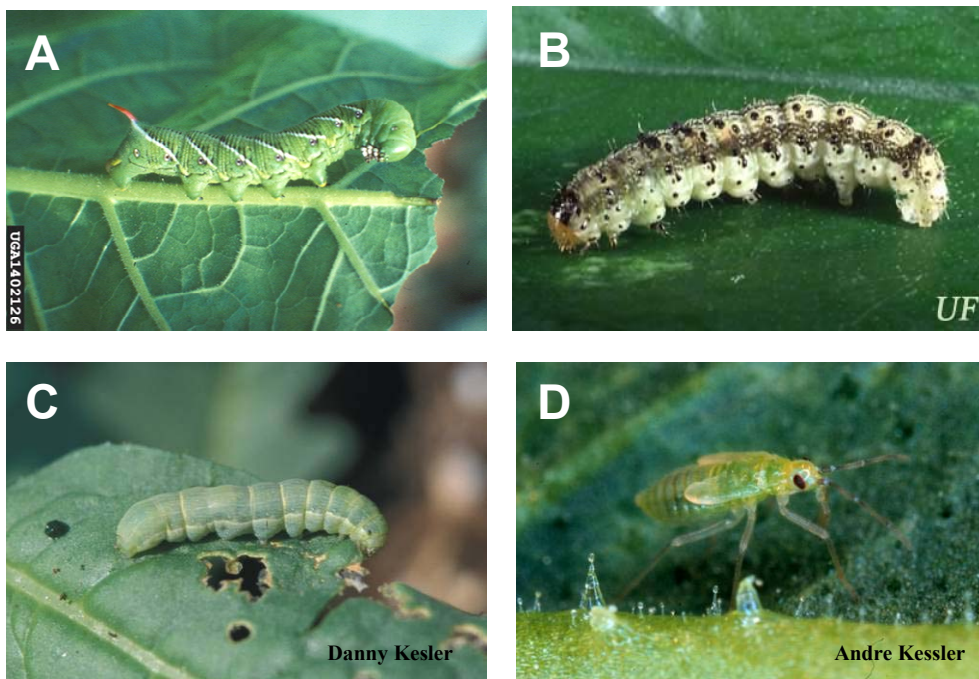 A
UGA1402126
B
UF
C
Danny Kesler
D
Andre Kessler